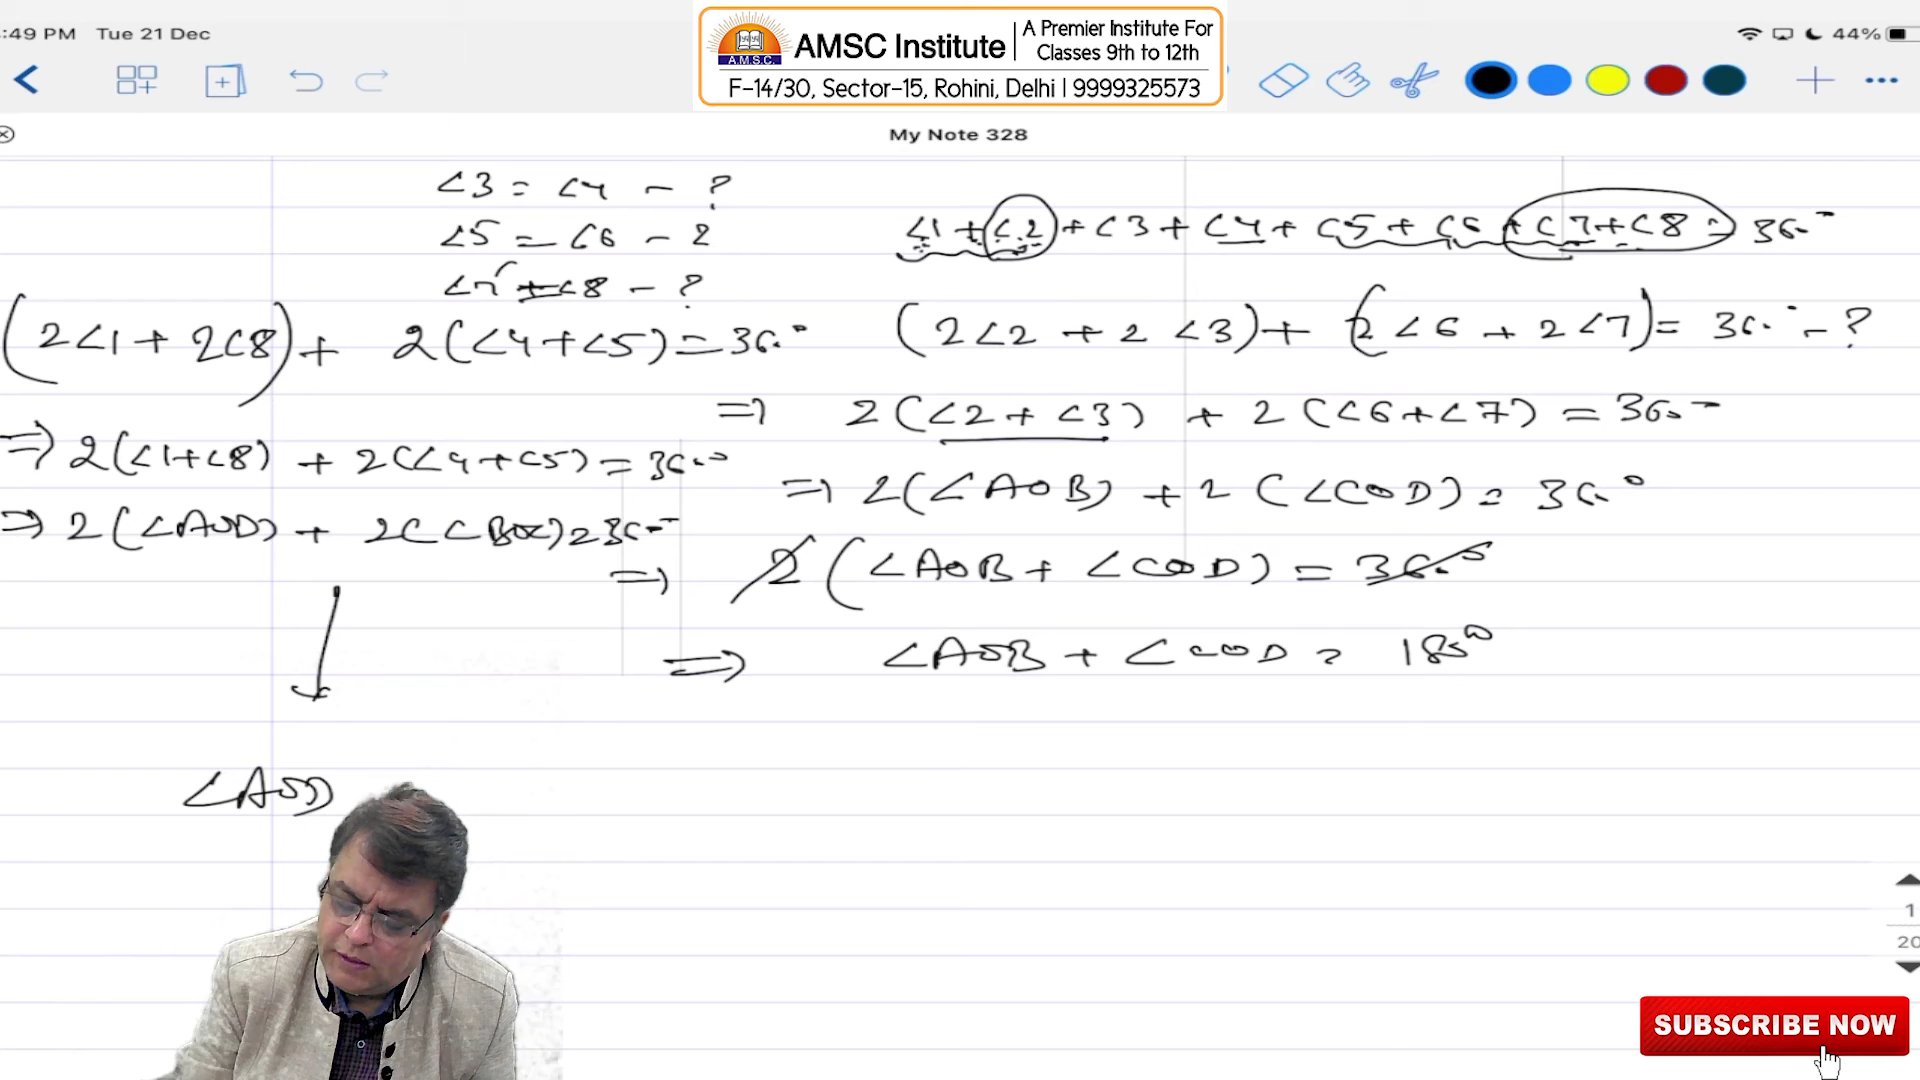 :49 PM Tue 21 Dec
44%
A.M.S.C.
AMSC Institute
A Premier Institute For
Classes 9th to 12th
F-14/30, Sector-15, Rohini, Delhi | 9999325573
My Note 328
∠3 = ∠4 - ?
∠5 = ∠6 - ?
∠7 = ∠8 - ?
(2∠1 + 2∠8) + 2(∠4+∠5) = 360°
⇒ 2(∠1+∠8) + 2(∠4+∠5) = 360°
⇒ 2(∠AOD) + 2(∠BOC) = 360°
∠AOD
∠1 + ∠2 + ∠3 + ∠4 + ∠5 + ∠6 + ∠7 + ∠8 = 360°
(2∠2 + 2∠3) + (2∠6 + 2∠7) = 360° - ?
⇒ 2(∠2 + ∠3) + 2(∠6+∠7) = 360°
⇒ 2(∠AOB) + 2(∠COD) = 360°
⇒ 2(∠AOB + ∠COD) = 360°
⇒ ∠AOB + ∠COD = 180°
1
20
SUBSCRIBE NOW